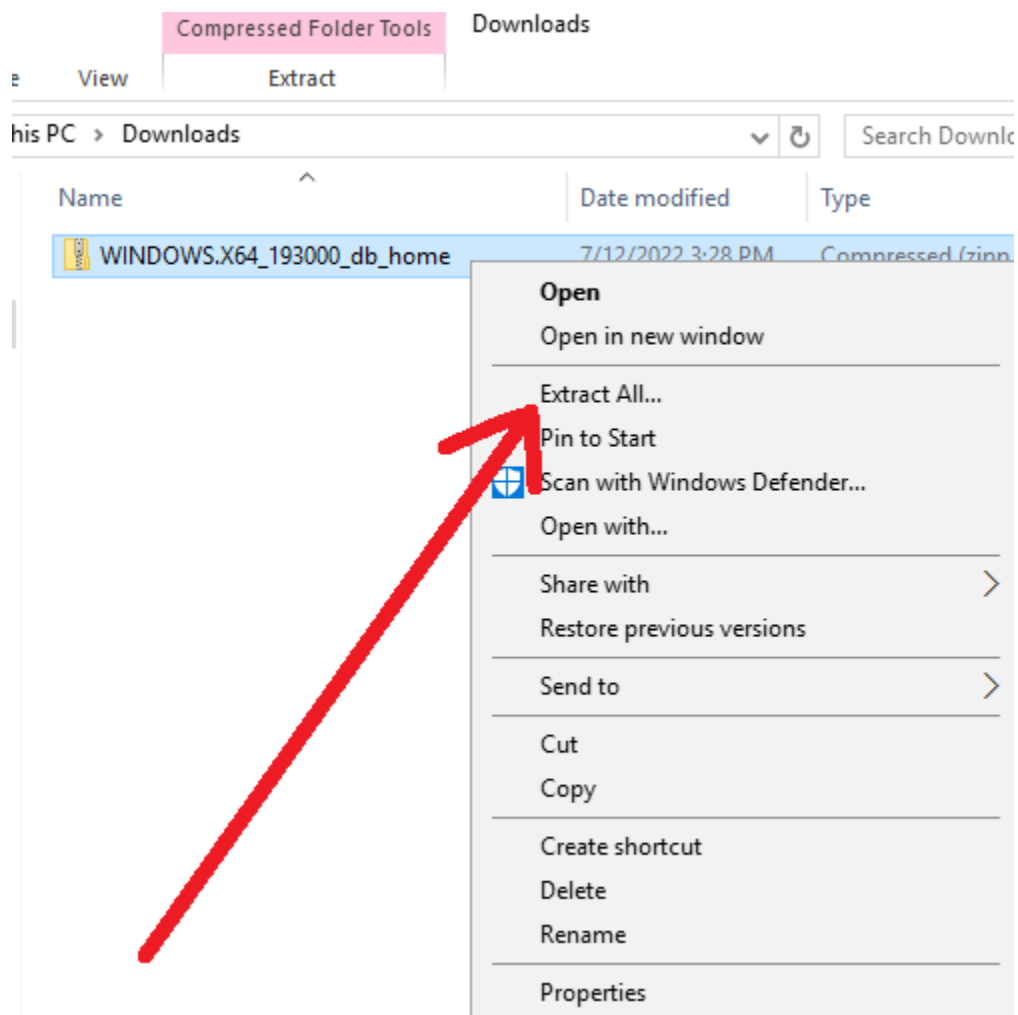 Compressed Folder Tools Downloads
e View Extract
his PC > Downloads Search Downlo
Name Date modified Type
WINDOWS.X64_193000_db_home 7/12/2022 3:28 PM Compressed (zipp
Open
Open in new window
Extract All...
Pin to Start
Scan with Windows Defender...
Open with...
Share with
Restore previous versions
Send to
Cut
Copy
Create shortcut
Delete
Rename
Properties